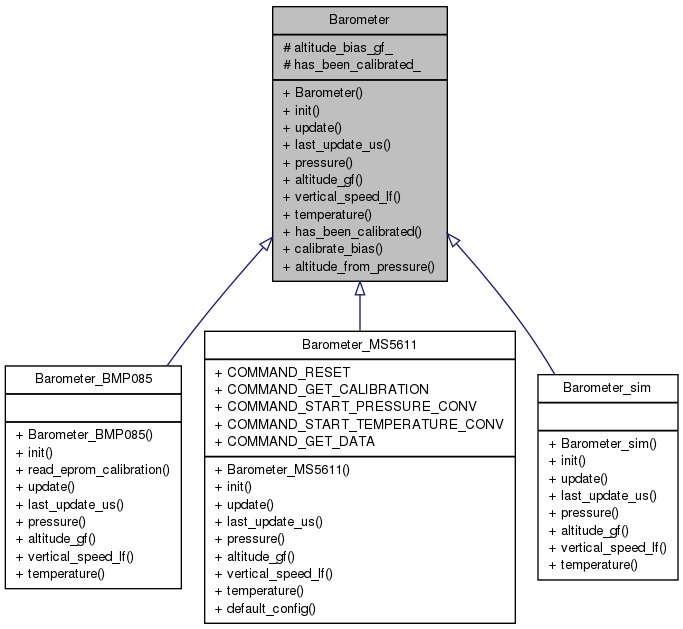 Barometer
# altitude_bias_gf_
# has_been_calibrated_
+ Barometer()
+ init()
+ update()
+ last_update_us()
+ pressure()
+ altitude_gf()
+ vertical_speed_lf()
+ temperature()
+ has_been_calibrated()
+ calibrate_bias()
+ altitude_from_pressure()
Barometer_BMP085
+ Barometer_BMP085()
+ init()
+ read_eprom_calibration()
+ update()
+ last_update_us()
+ pressure()
+ altitude_gf()
+ vertical_speed_lf()
+ temperature()
Barometer_MS5611
+ COMMAND_RESET
+ COMMAND_GET_CALIBRATION
+ COMMAND_START_PRESSURE_CONV
+ COMMAND_START_TEMPERATURE_CONV
+ COMMAND_GET_DATA
+ Barometer_MS5611()
+ init()
+ update()
+ last_update_us()
+ pressure()
+ altitude_gf()
+ vertical_speed_lf()
+ temperature()
+ default_config()
Barometer_sim
+ Barometer_sim()
+ init()
+ update()
+ last_update_us()
+ pressure()
+ altitude_gf()
+ vertical_speed_lf()
+ temperature()